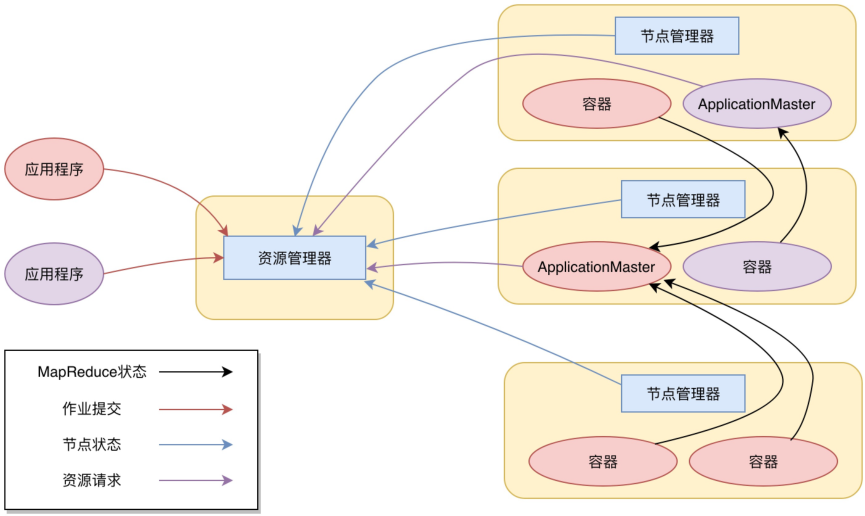 节点管理器
容器
ApplicationMaster
应用程序
节点管理器
资源管理器
应用程序
ApplicationMaster
容器
MapReduce状态
作业提交
节点状态
资源请求
节点管理器
容器
容器